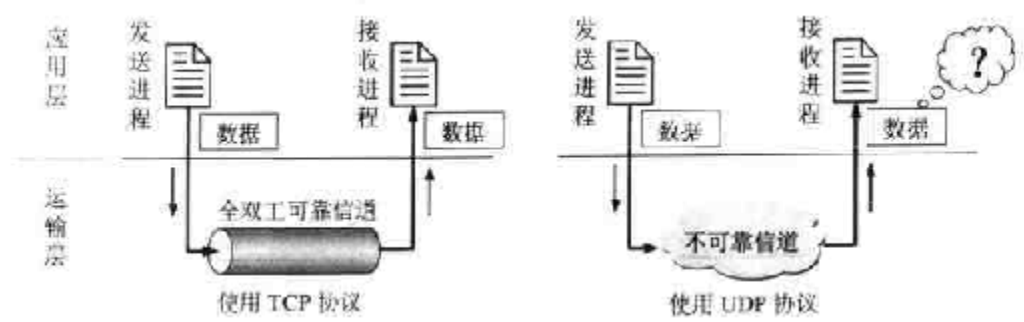 应用层
发送进程
接收进程
数据
数据
运输层
全双工可靠信道
使用 TCP 协议
发送进程
接收进程
?
数据
数据
不可靠信道
使用 UDP 协议